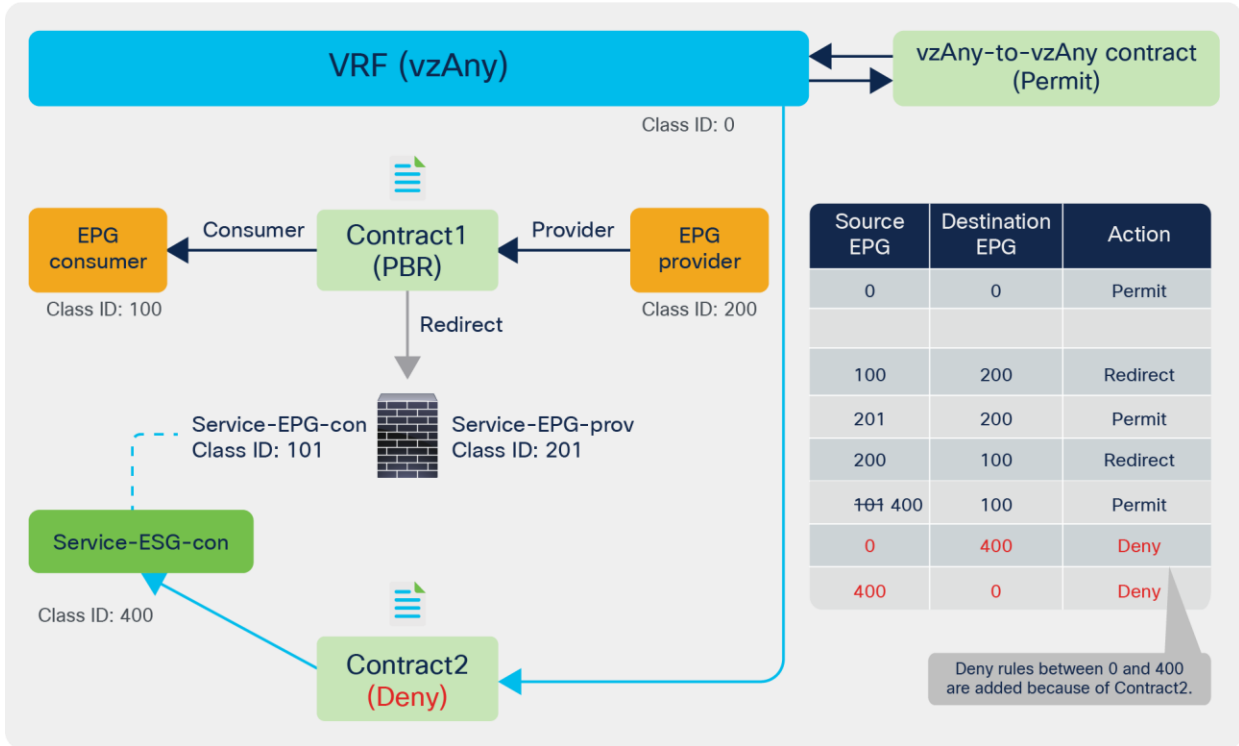 VRF (vzAny)
vzAny-to-vzAny contract
(Permit)
Class ID: 0
EPG
consumer
Class ID: 100
Consumer
Contract1
(PBR)
Provider
EPG
provider
Class ID: 200
Redirect
Service-EPG-con
Class ID: 101
Service-EPG-prov
Class ID: 201
Service-ESG-con
Class ID: 400
Contract2
(Deny)
Source EPG Destination EPG Action
0 0 Permit
100 200 Redirect
201 200 Permit
200 100 Redirect
101 400 100 Permit
0 400 Deny
400 0 Deny
Deny rules between 0 and 400
are added because of Contract2.